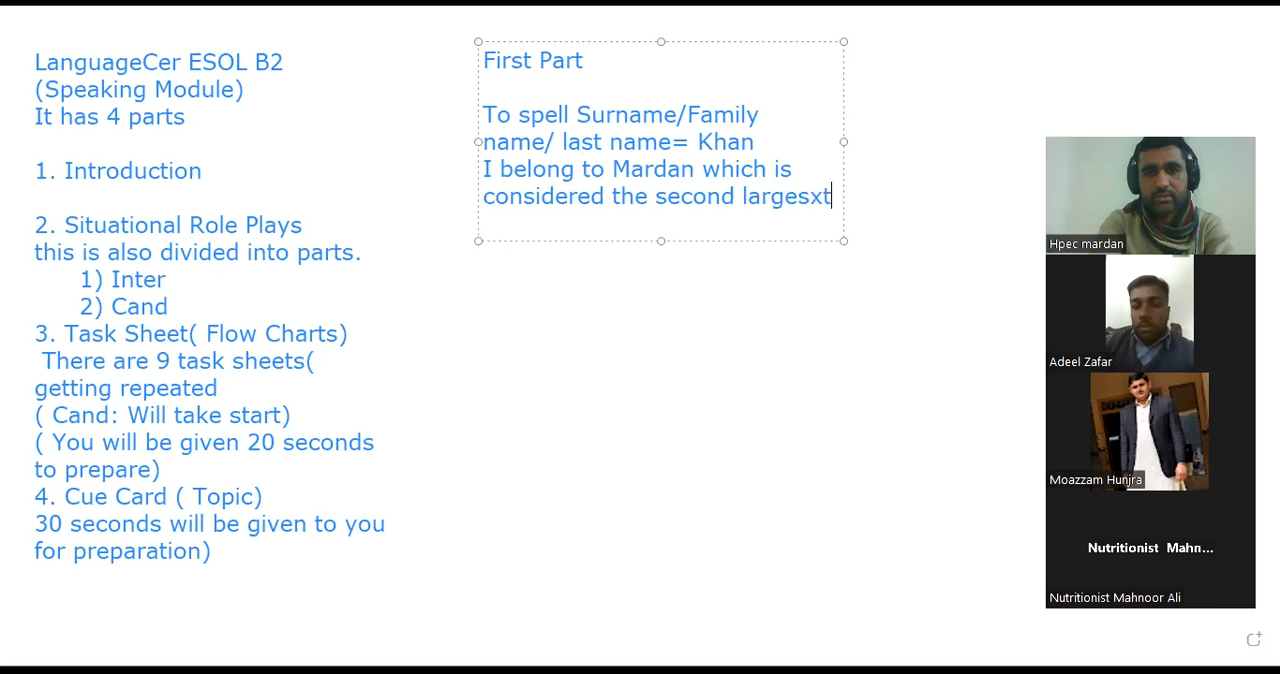 LanguageCer ESOL B2
(Speaking Module)
It has 4 parts
1. Introduction
2. Situational Role Plays
this is also divided into parts.
1) Inter
2) Cand
3. Task Sheet( Flow Charts)
There are 9 task sheets(
getting repeated
( Cand: Will take start)
( You will be given 20 seconds
to prepare)
4. Cue Card ( Topic)
30 seconds will be given to you
for preparation)
First Part
To spell Surname/Family
name/ last name= Khan
I belong to Mardan which is
considered the second largesxt
Hpec mardan
Adeel Zafar
Moazzam Hunjra
Nutritionist Mahn...
Nutritionist Mahnoor Ali